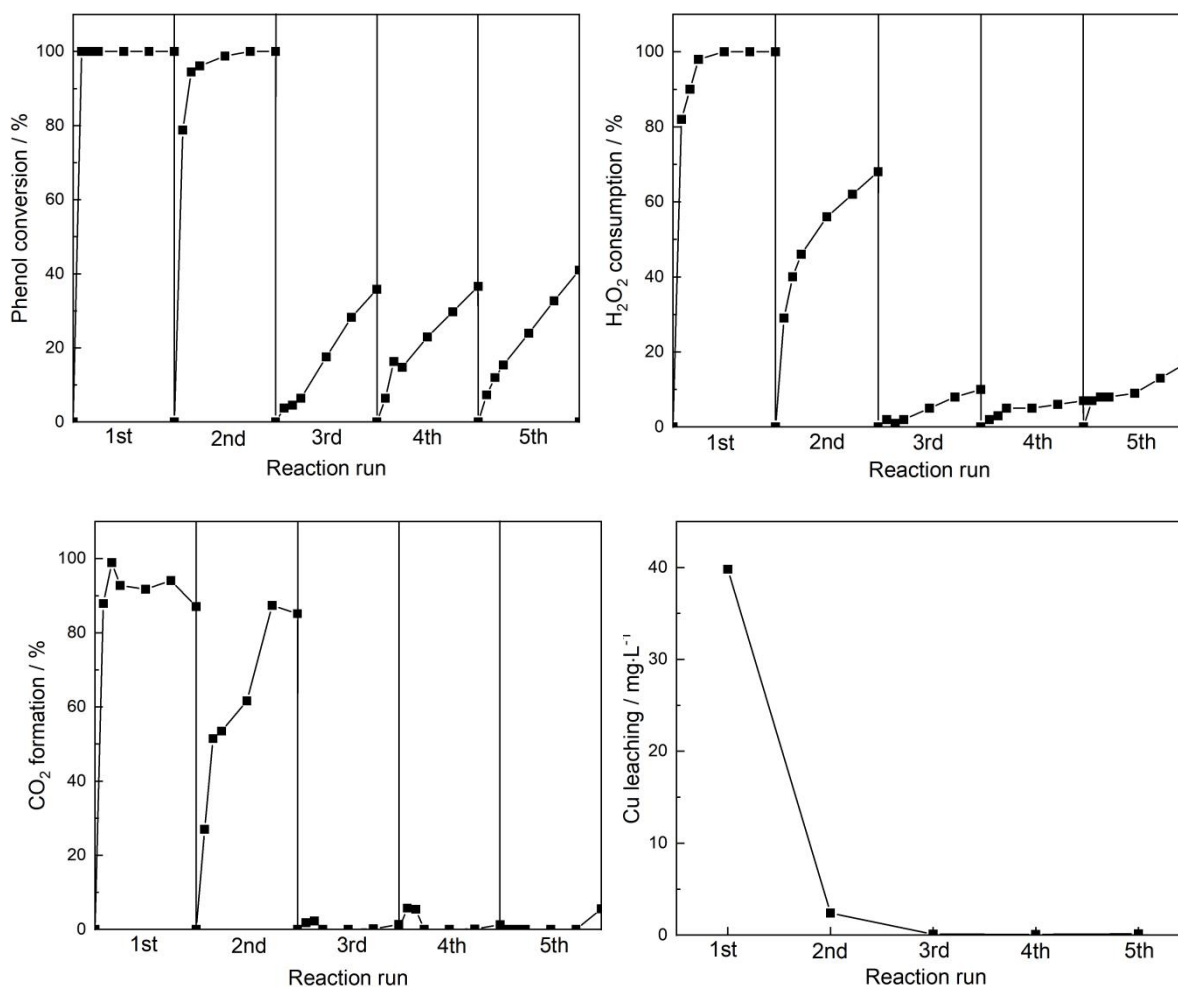 Phenol conversion / %
100
80
60
40
20
0
1st 2nd 3rd 4th 5th
Reaction run
H₂O₂ consumption / %
100
80
60
40
20
0
1st 2nd 3rd 4th 5th
Reaction run
CO₂ formation / %
100
80
60
40
20
0
1st 2nd 3rd 4th 5th
Reaction run
Cu leaching / mg·L⁻¹
40
30
20
10
0
1st 2nd 3rd 4th 5th
Reaction run